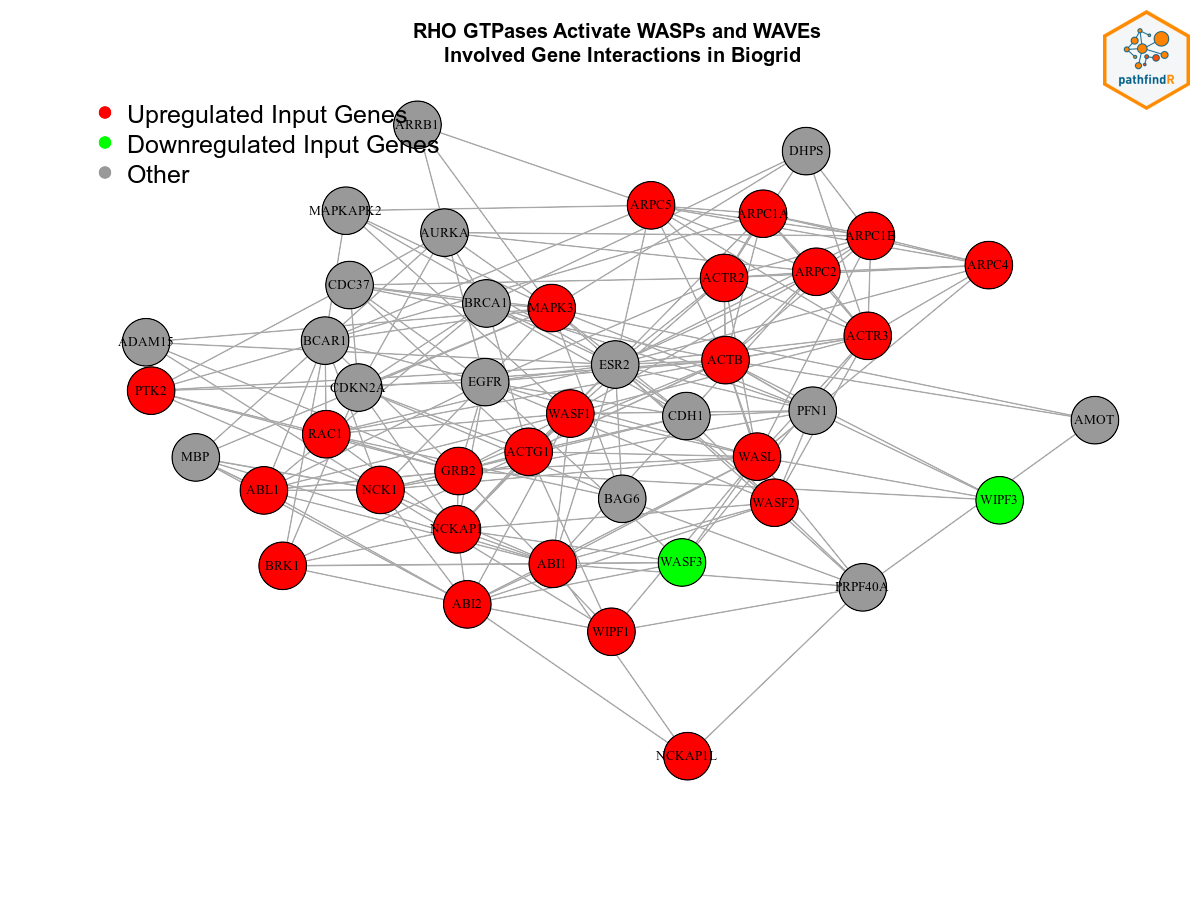 RHO GTPases Activate WASPs and WAVEs
Involved Gene Interactions in Biogrid
pathfindR
Upregulated Input Genes
Downregulated Input Genes
Other
ARRB1
DHPS
MAPKAPK2
ARPC5
ARPC1A
AURKA
ARPC1B
ARPC4
ARPC2
ACTR2
CDC37
BRCA1
MAPK3
ACTR3
ADAM15
BCAR1
ESR2
ACTB
PTK2
CDKN2A
EGFR
WASF1
CDH1
PFN1
AMOT
RAC1
ACTG1
MBP
GRB2
WASL
ABL1
NCK1
BAG6
WASF2
WIPF3
NCKAP1
BRK1
ABI1
WASF3
PRPF40A
ABI2
WIPF1
NCKAP1L